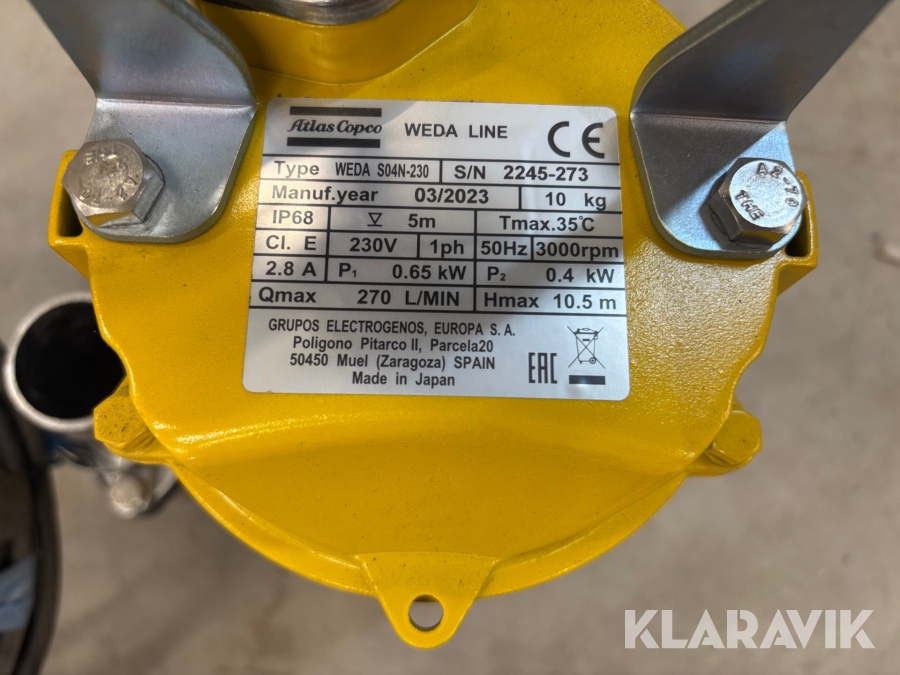 Atlas Copco WEDA LINE CE
Type WEDA S04N-230 S/N 2245-273
Manuf.year 03/2023 10 kg
IP68 5m Tmax.35℃
Cl. E 230V 1ph 50Hz 3000rpm
2.8 A P₁ 0.65 kW P₂ 0.4 kW
Qmax 270 L/MIN Hmax 10.5 m
GRUPOS ELECTROGENOS, EUROPA S. A.
Poligono Pitarco II, Parcela20
50450 Muel (Zaragoza) SPAIN
Made in Japan
EAC
A2-70
THE
KLARAVIK